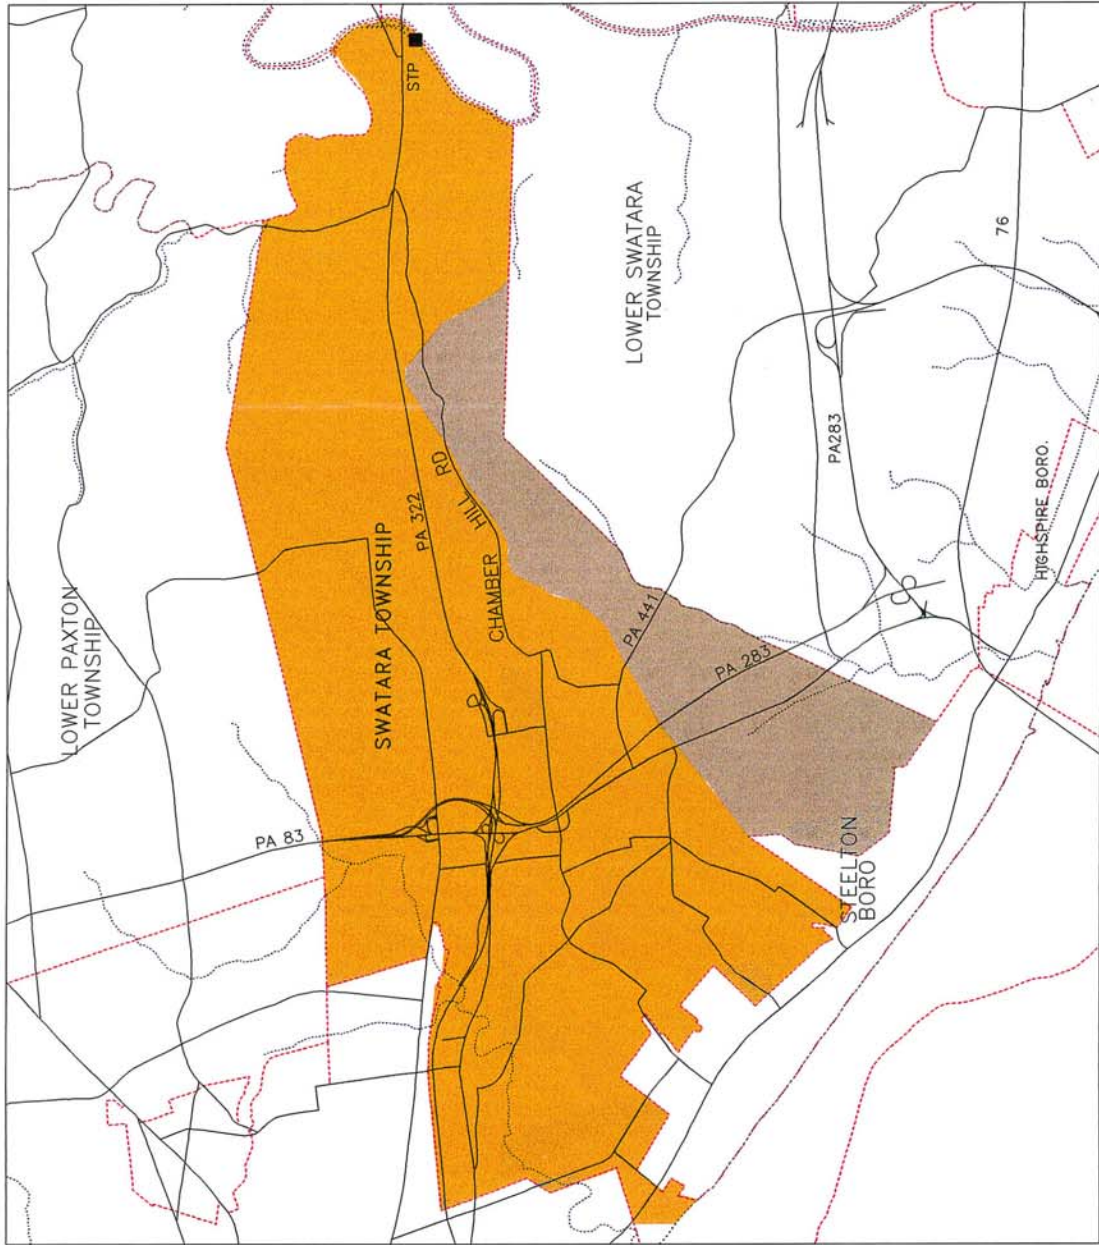 STP
LOWER SWATARA
TOWNSHIP
76
PA283
HIGHSPIRE BORO.
LOWER PAXTON
TOWNSHIP
SWATARA TOWNSHIP
PA 322
CHAMBER HILL RD
PA 441
PA 283
PA 83
STEELTON
BORO